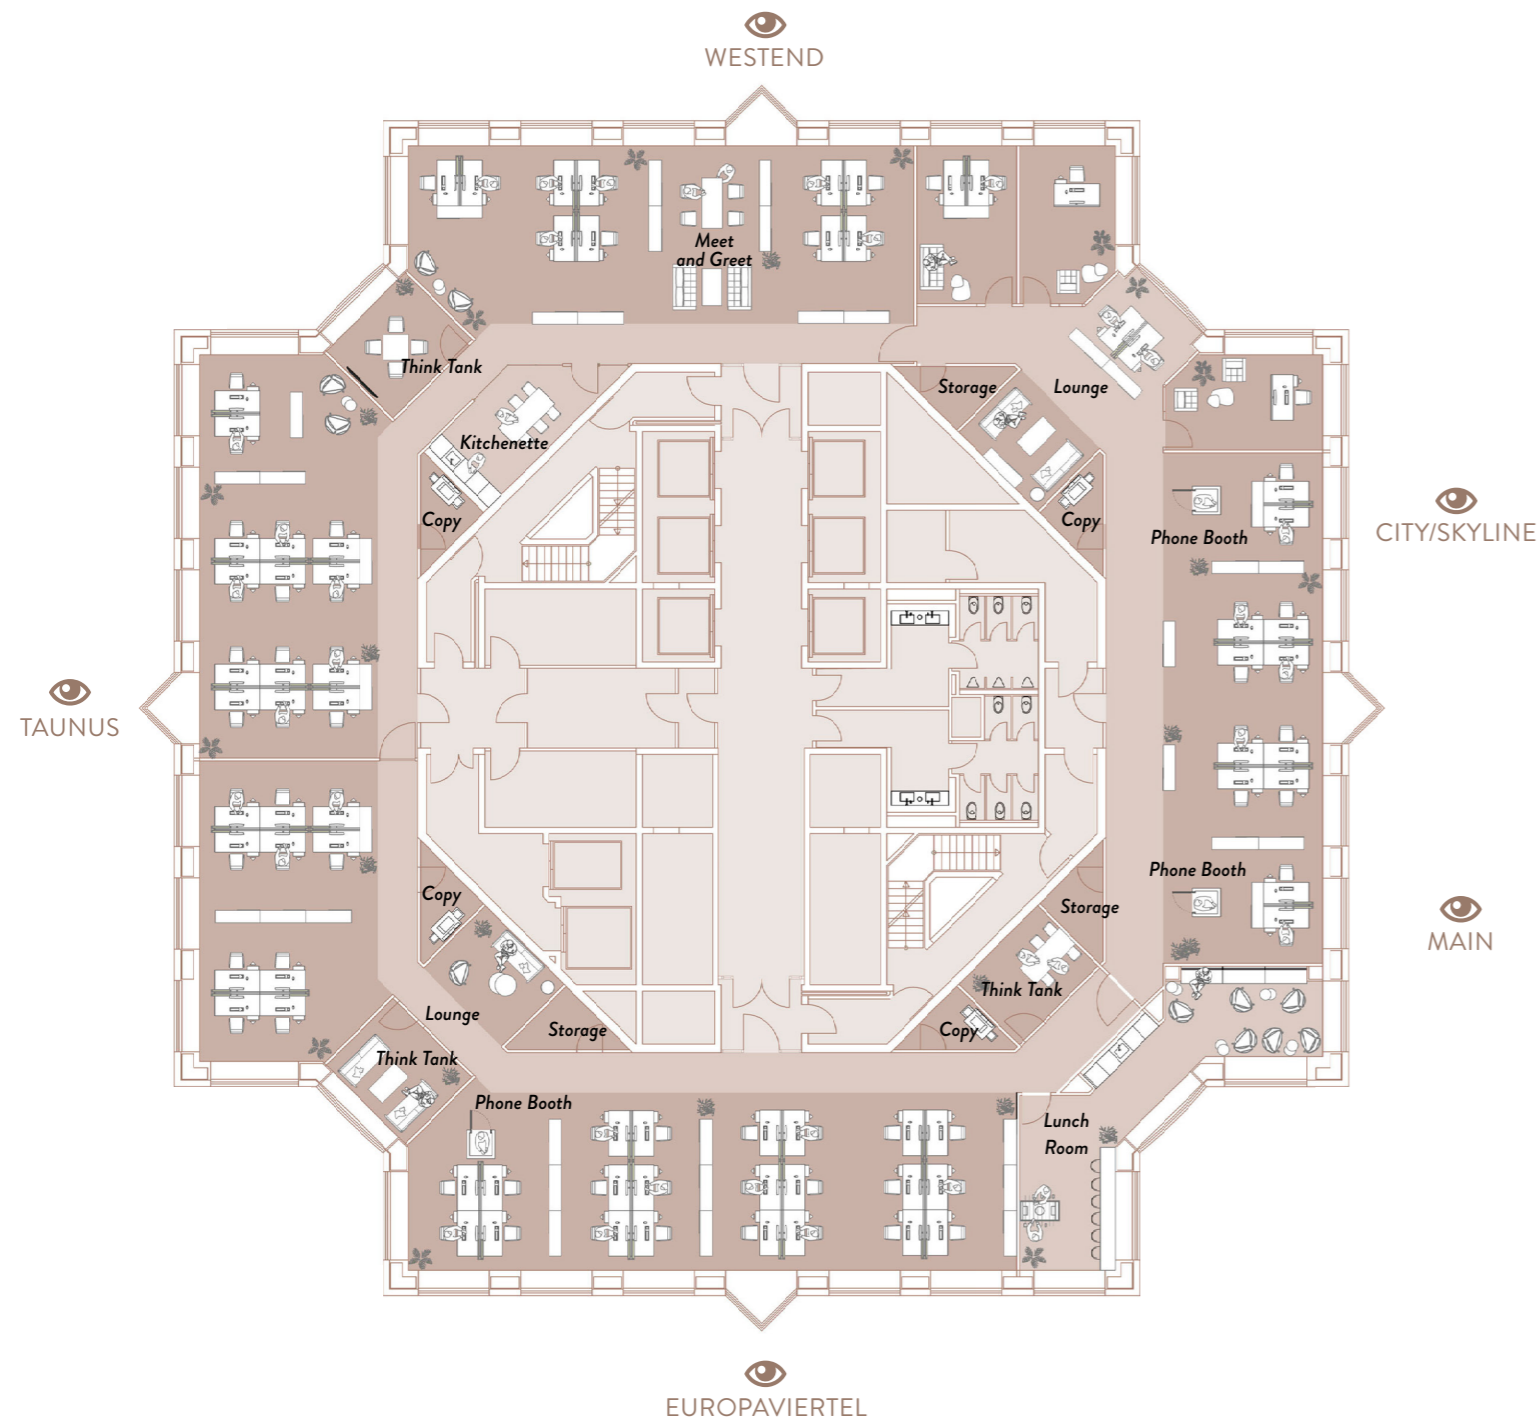 WESTEND
Meet
and Greet
Think Tank
Storage
Lounge
Kitchenette
Copy
Copy
Phone Booth
CITY/SKYLINE
TAUNUS
Phone Booth
Copy
Storage
MAIN
Think Tank
Lounge
Storage
Copy
Think Tank
Phone Booth
Lunch
Room
EUROPAVIERTEL